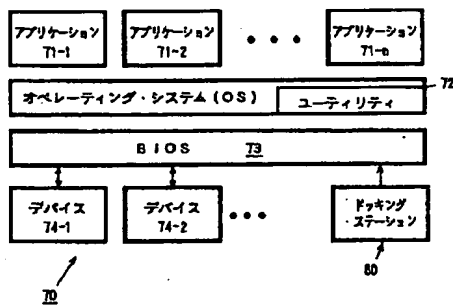 アプリケーション
71-1
アプリケーション
71-2
アプリケーション
71-n
72
オペレーティング・システム(OS)
ユーティリティ
BIOS 73
デバイス
74-1
デバイス
74-2
ドッキング
・ステーション
70
80